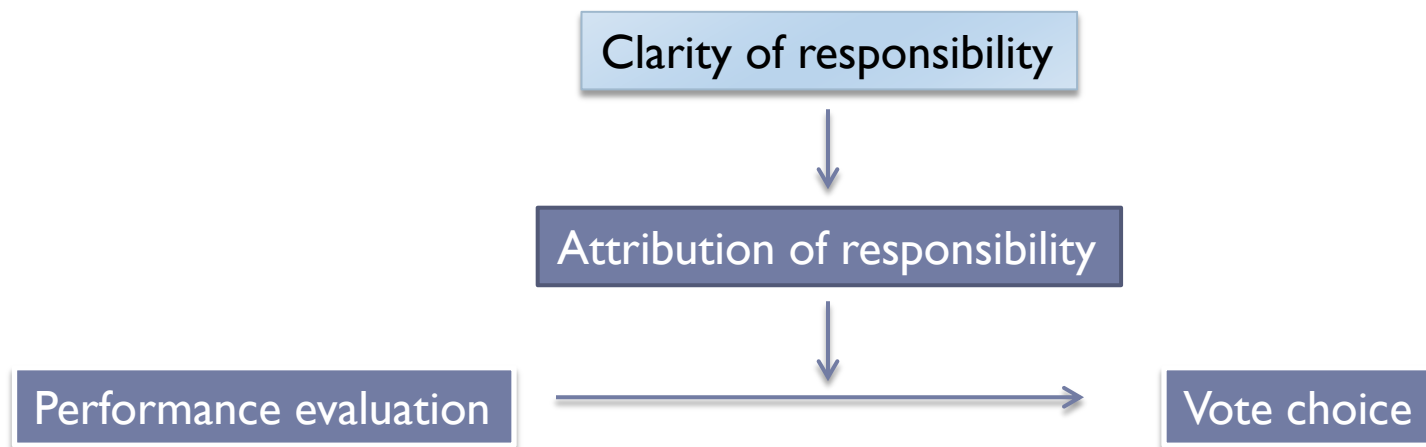 Clarity of responsibility
Attribution of responsibility
Performance evaluation
Vote choice